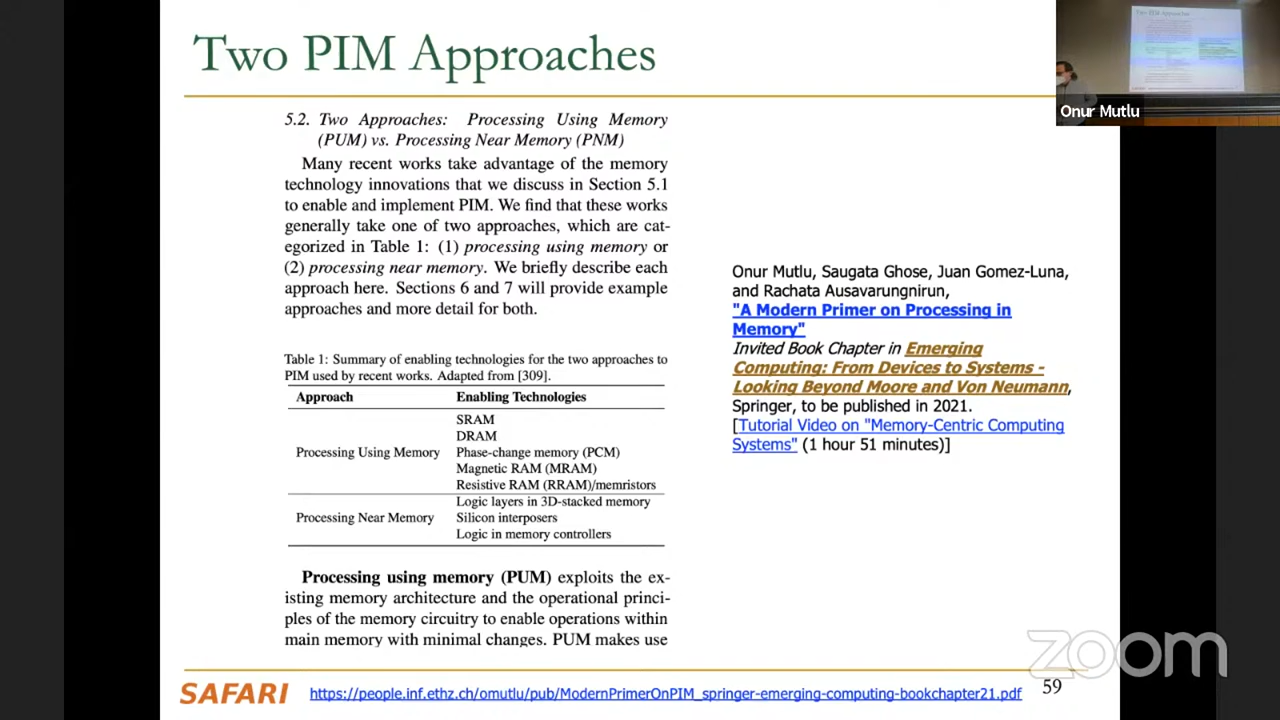 Two PIM Approaches
5.2. Two Approaches: Processing Using Memory
(PUM) vs. Processing Near Memory (PNM)
Many recent works take advantage of the memory
technology innovations that we discuss in Section 5.1
to enable and implement PIM. We find that these works
generally take one of two approaches, which are cat-
egorized in Table 1: (1) processing using memory or
(2) processing near memory. We briefly describe each
approach here. Sections 6 and 7 will provide example
approaches and more detail for both.
Table 1: Summary of enabling technologies for the two approaches to
PIM used by recent works. Adapted from [309].
Approach Enabling Technologies
SRAM
DRAM
Processing Using Memory Phase-change memory (PCM)
Magnetic RAM (MRAM)
Resistive RAM (RRAM)/memristors
Logic layers in 3D-stacked memory
Processing Near Memory Silicon interposers
Logic in memory controllers
Processing using memory (PUM) exploits the ex-
isting memory architecture and the operational princi-
ples of the memory circuitry to enable operations within
main memory with minimal changes. PUM makes use
Onur Mutlu, Saugata Ghose, Juan Gomez-Luna,
and Rachata Ausavarungnirun,
"A Modern Primer on Processing in
Memory"
Invited Book Chapter in Emerging
Computing: From Devices to Systems -
Looking Beyond Moore and Von Neumann,
Springer, to be published in 2021.
[Tutorial Video on "Memory-Centric Computing
Systems" (1 hour 51 minutes)]
Onur Mutlu
zoom
SAFARI https://people.inf.ethz.ch/omutlu/pub/ModernPrimerOnPIM_springer-emerging-computing-bookchapter21.pdf 59